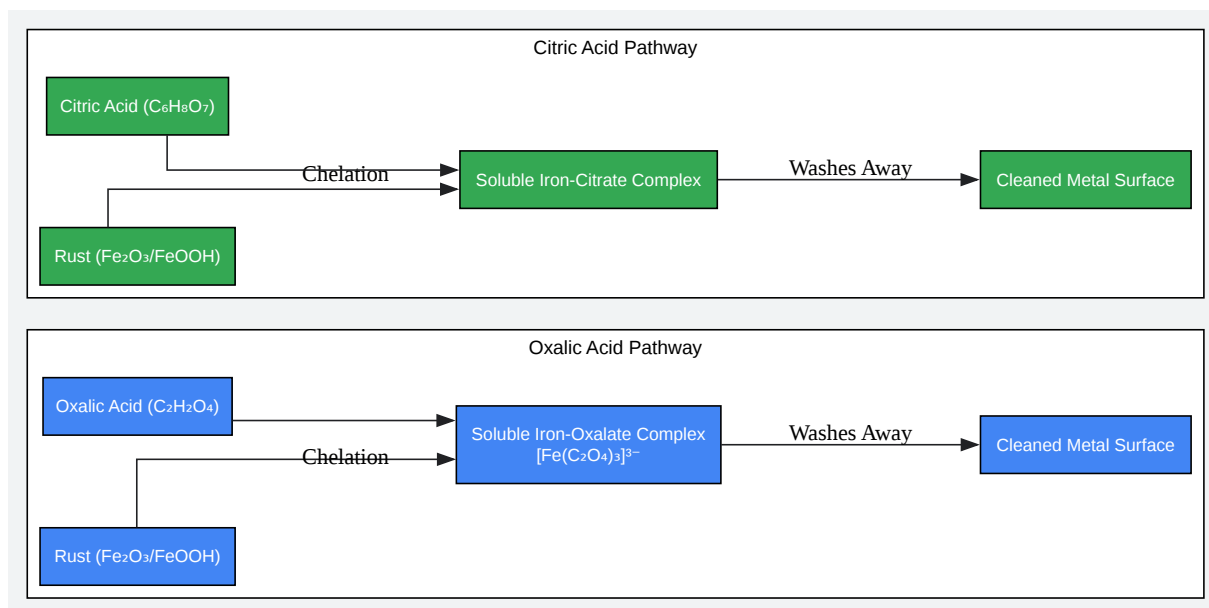 Citric Acid Pathway
Citric Acid (C₆H₈O₇)
Chelation
Washes Away
Soluble Iron-Citrate Complex
Cleaned Metal Surface
Rust (Fe₂O₃/FeOOH)
Oxalic Acid Pathway
Oxalic Acid (C₂H₂O₄)
Soluble Iron-Oxalate Complex
[Fe(C₂O₄)₃]³⁻
Washes Away
Cleaned Metal Surface
Chelation
Rust (Fe₂O₃/FeOOH)